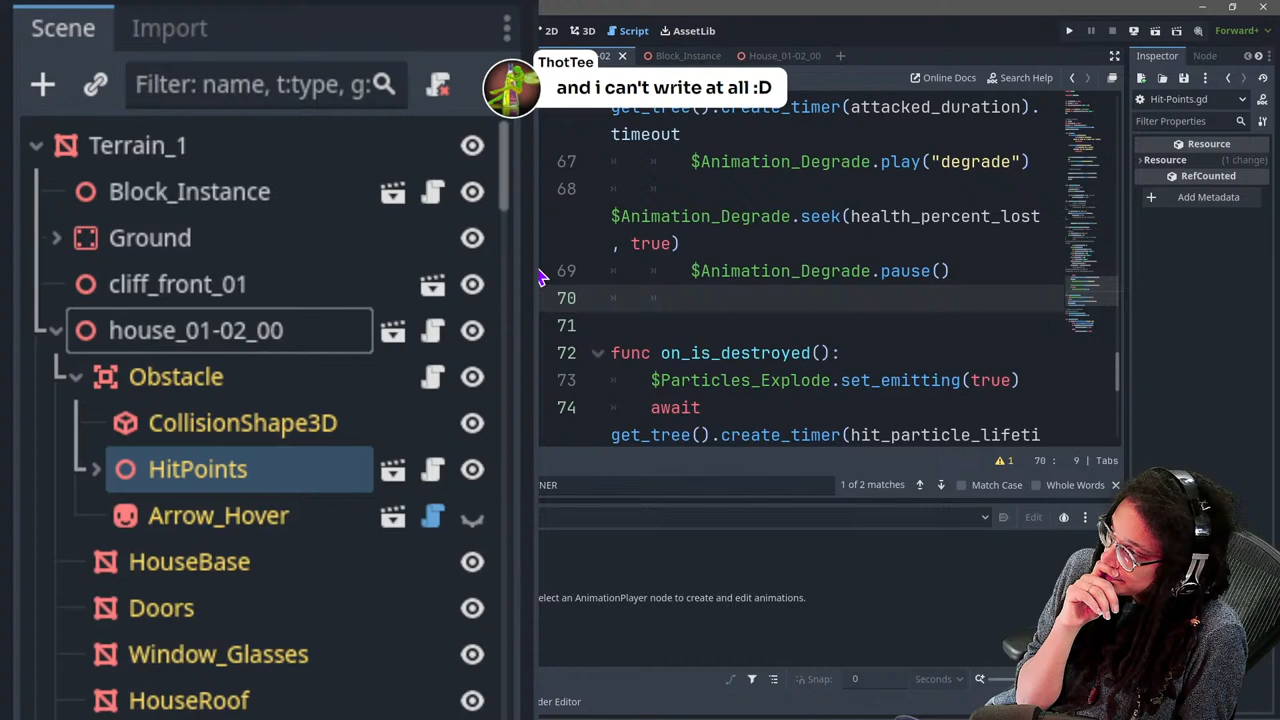 Scene
Import
Filter: name, t:type, g:
Terrain_1
Block_Instance
Ground
cliff_front_01
house_01-02_00
Obstacle
CollisionShape3D
HitPoints
Arrow_Hover
HouseBase
Doors
Window_Glasses
HouseRoof
ThotTee
and i can't write at all :D
2D 3D Script AssetLib
Forward+
Block_Instance House_01-02_00
Online Docs Search Help
get_tree().create_timer(attacked_duration).
timeout
67 $Animation_Degrade.play("degrade")
68
$Animation_Degrade.seek(health_percent_lost
, true)
69 $Animation_Degrade.pause()
70
71
72 func on_is_destroyed():
73 $Particles_Explode.set_emitting(true)
74 await
get_tree().create_timer(hit_particle_lifeti
1 70 : 9 | Tabs
NER 1 of 2 matches Match Case Whole Words
Edit
elect an AnimationPlayer node to create and edit animations.
Snap: 0 Seconds
der Editor
Inspector Node
Hit-Points.gd
Filter Properties
Resource
Resource (1 change)
RefCounted
Add Metadata